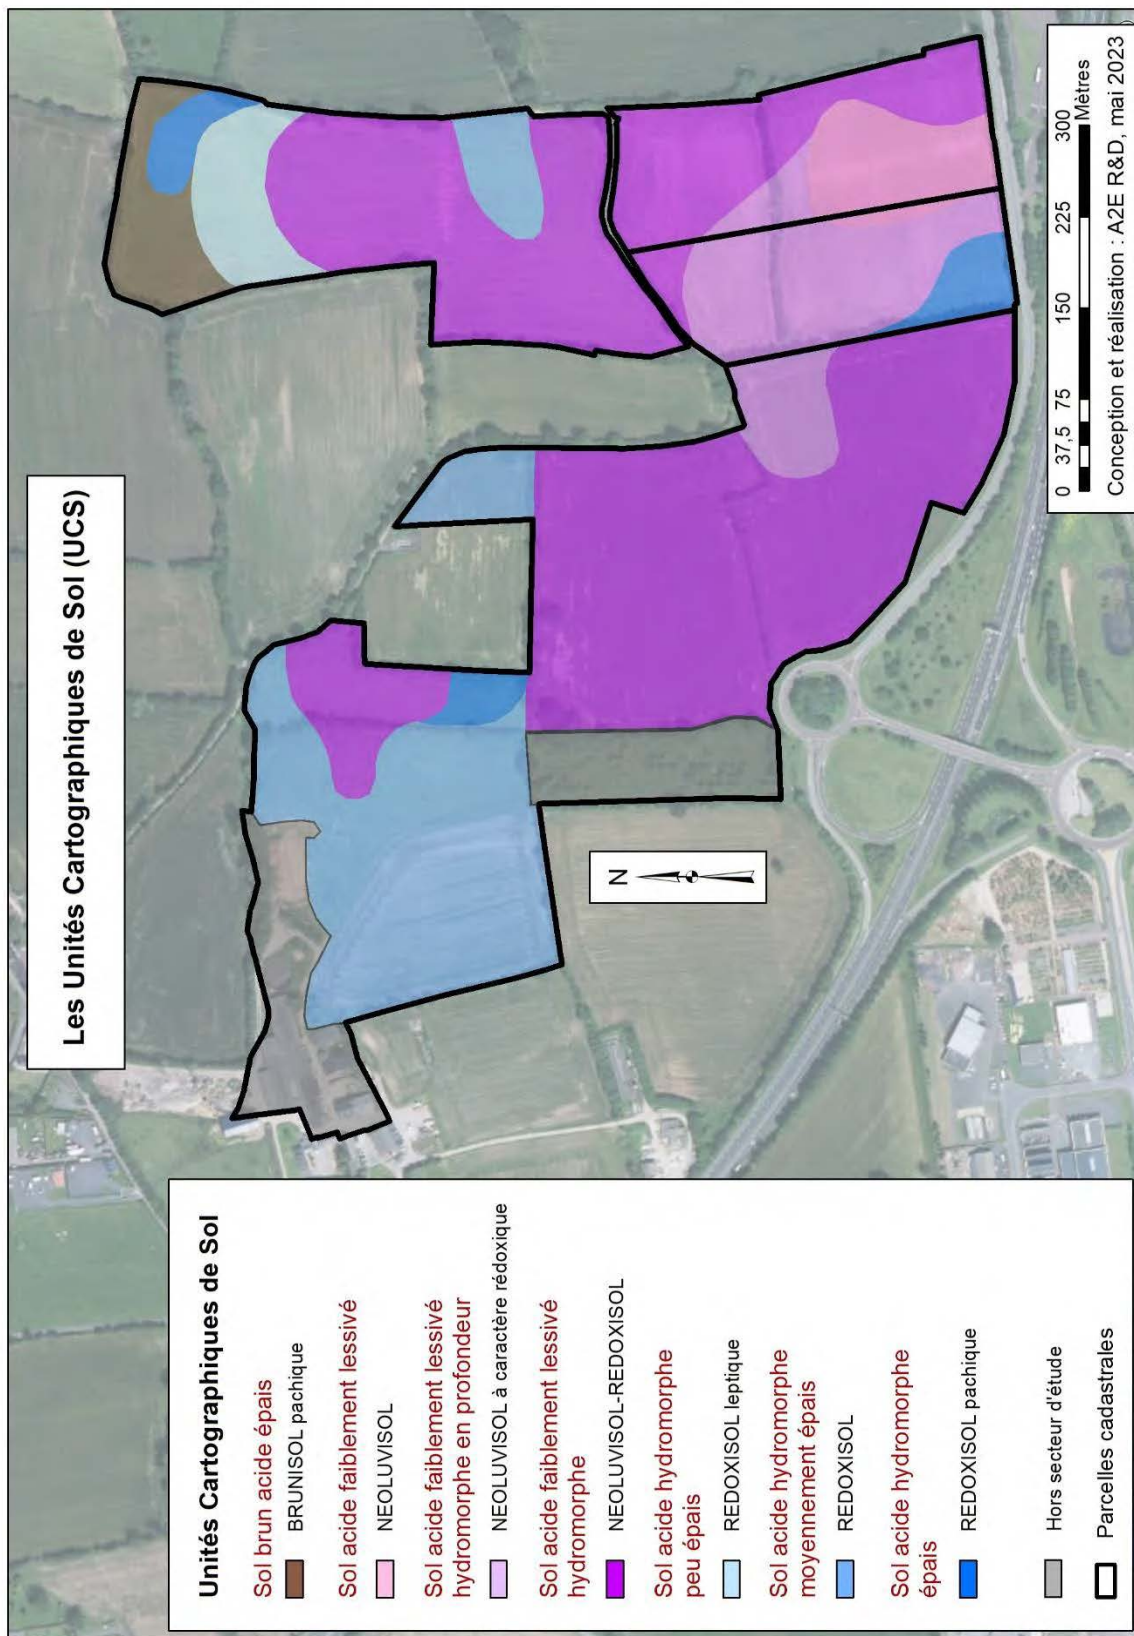 Les Unités Cartographiques de Sol (UCS)
Unités Cartographiques de Sol
Sol brun acide épais
BRUNISOL pachique
Sol acide faiblement lessivé
NEOLUVISOL
Sol acide faiblement lessivé
hydromorphe en profondeur
NEOLUVISOL à caractère rédoxique
Sol acide faiblement lessivé
hydromorphe
NEOLUVISOL-REDOXISOL
Sol acide hydromorphe
peu épais
REDOXISOL leptique
Sol acide hydromorphe
moyennement épais
REDOXISOL
Sol acide hydromorphe
épais
REDOXISOL pachique
Hors secteur d'étude
Parcelles cadastrales
N
0 37,5 75 150 225 300
Mètres
Conception et réalisation : A2E R&D, mai 2023